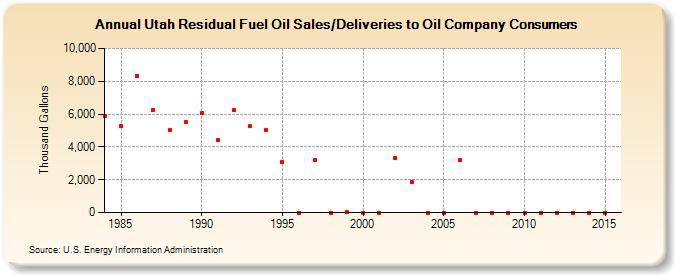 Annual Utah Residual Fuel Oil Sales/Deliveries to Oil Company Consumers
Thousand Gallons
10,000
8,000
6,000
4,000
2,000
0
1985 1990 1995 2000 2005 2010 2015
Source: U.S. Energy Information Administration